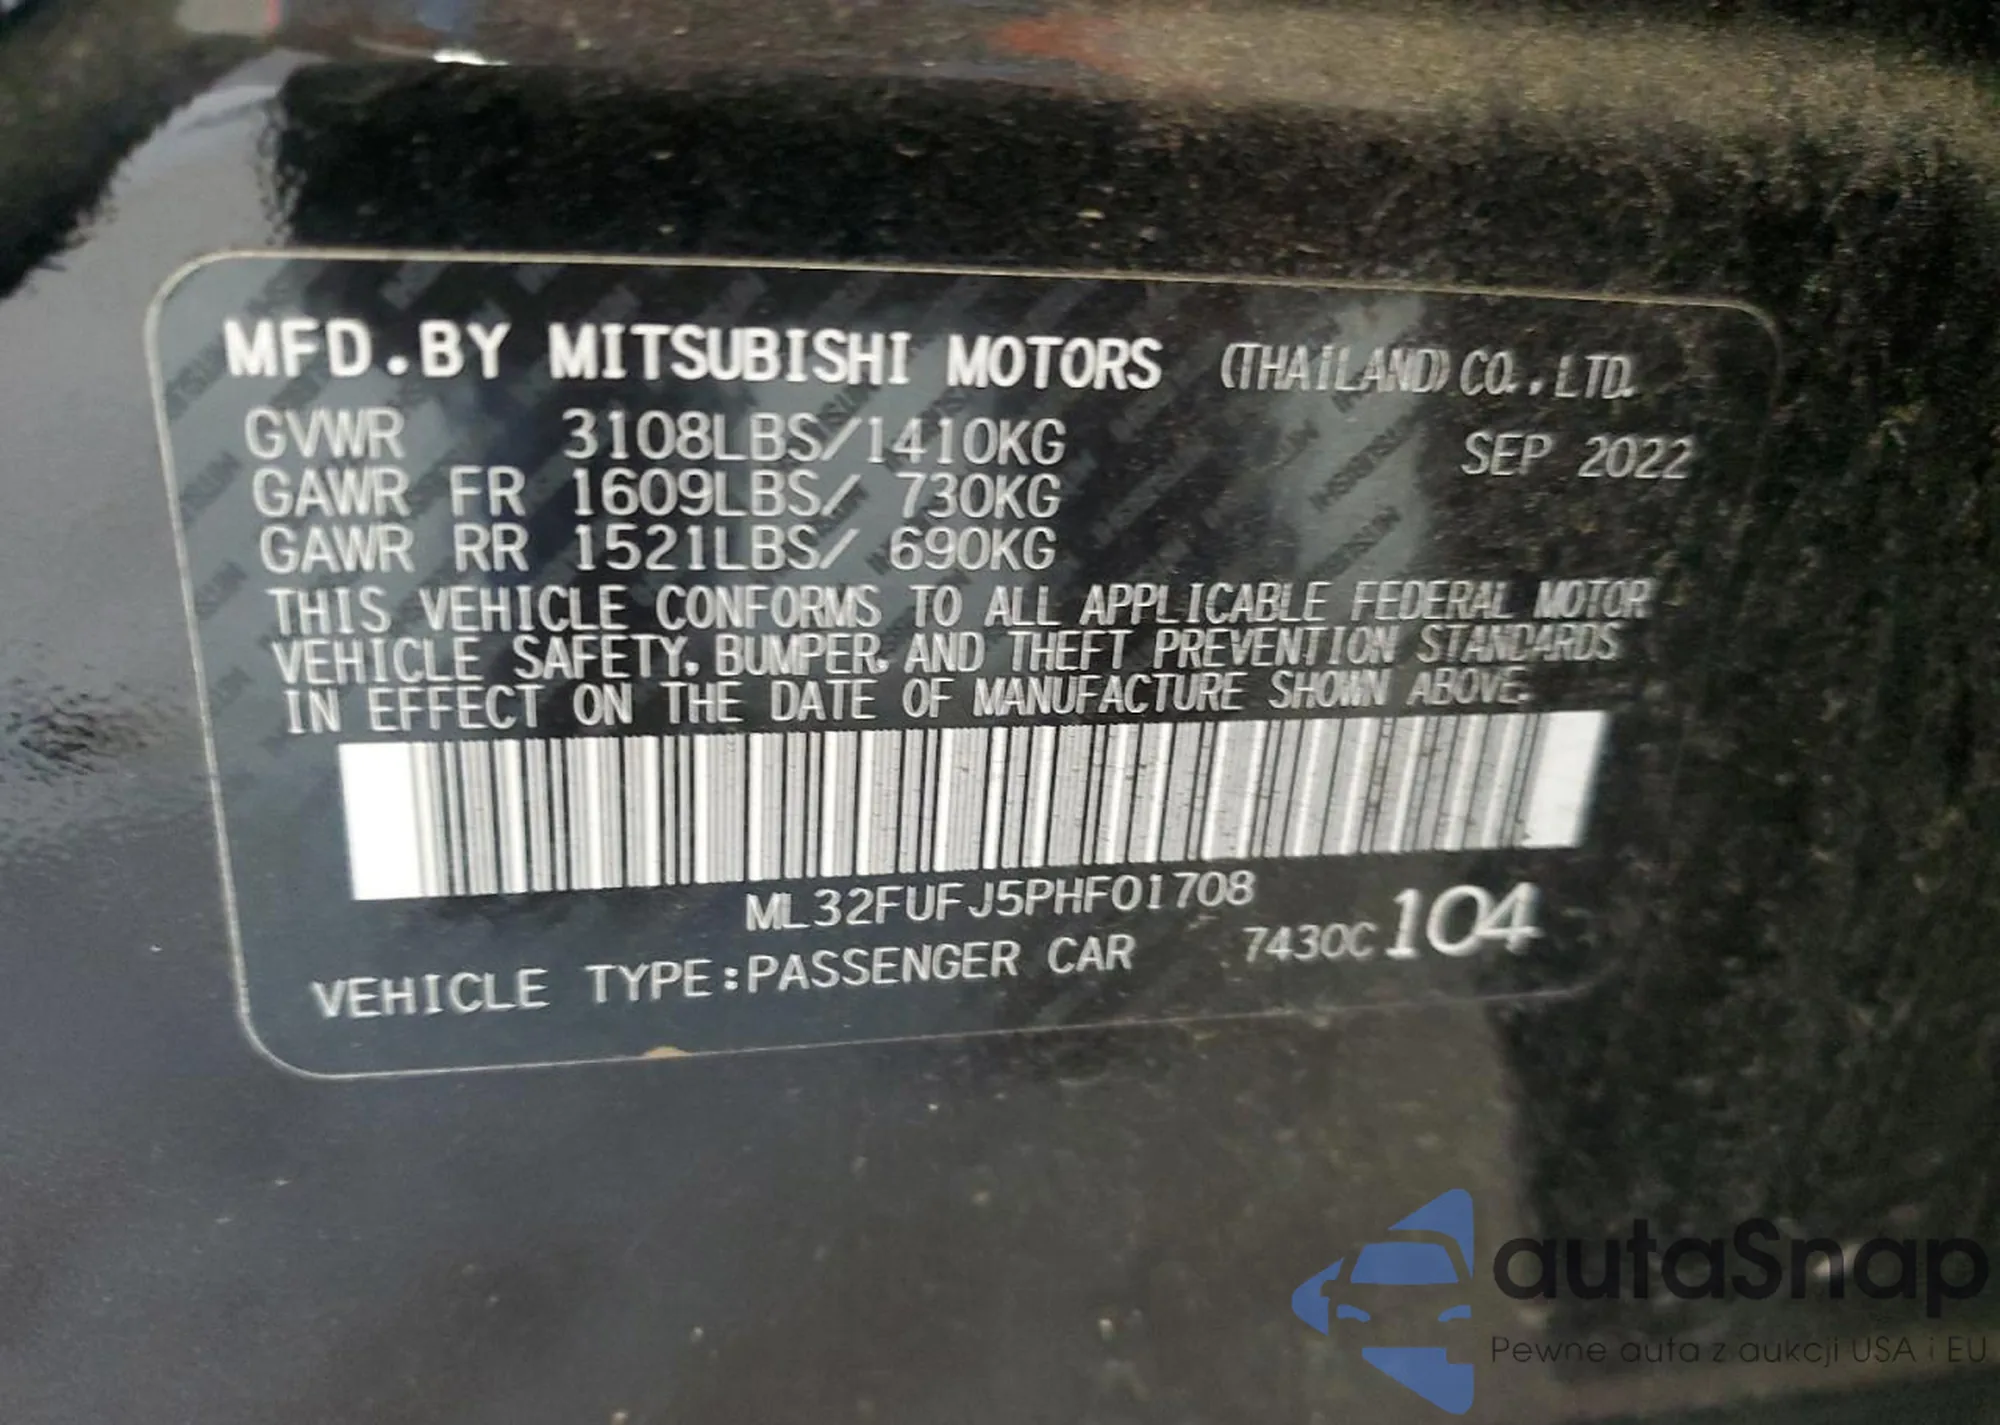 MFD.BY MITSUBISHI MOTORS (THAILAND) CO.,LTD.
GVWR 3108LBS/1410KG SEP 2022
GAWR FR 1609LBS/ 730KG
GAWR RR 1521LBS/ 690KG
THIS VEHICLE CONFORMS TO ALL APPLICABLE FEDERAL MOTOR
VEHICLE SAFETY, BUMPER, AND THEFT PREVENTION STANDARDS
IN EFFECT ON THE DATE OF MANUFACTURE SHOWN ABOVE.
ML32FUFJ5PHF01708
VEHICLE TYPE:PASSENGER CAR 7430C 104
autaSnap
Pewne auta z aukcji USA i EU